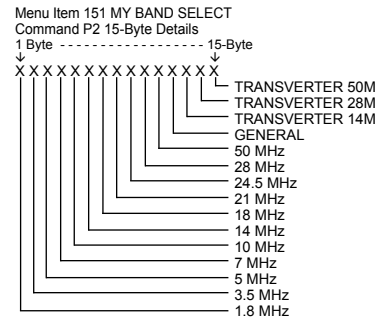 Menu Item 151 MY BAND SELECT
Command P2 15-Byte Details
1 Byte - - - - - - - - - - - - - - - - - - 15-Byte
X X X X X X X X X X X X X X X
TRANSVERTER 50M
TRANSVERTER 28M
TRANSVERTER 14M
GENERAL
50 MHz
28 MHz
24.5 MHz
21 MHz
18 MHz
14 MHz
10 MHz
7 MHz
5 MHz
3.5 MHz
1.8 MHz